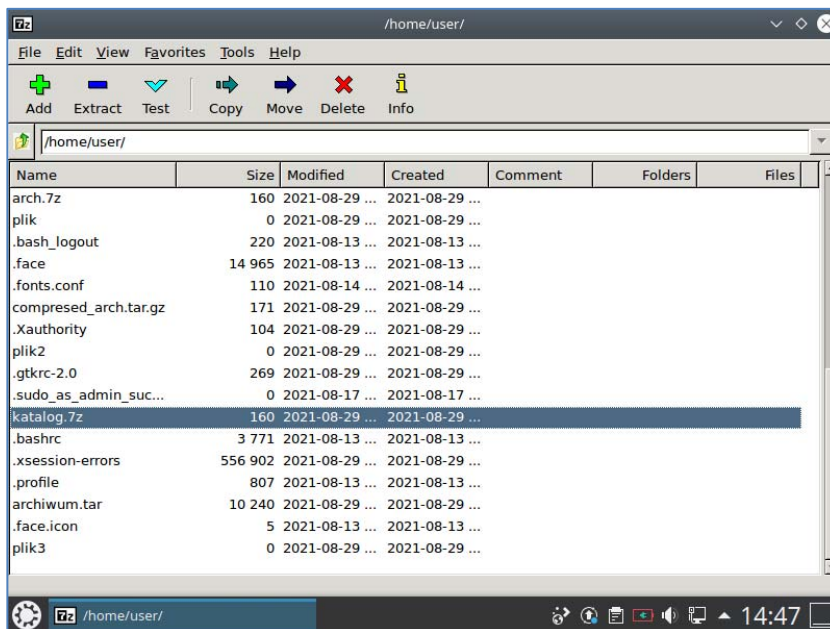 7z /home/user/
File Edit View Favorites Tools Help
Add Extract Test Copy Move Delete Info
/home/user/
Name Size Modified Created Comment Folders Files
arch.7z 160 2021-08-29 ... 2021-08-29 ...
plik 0 2021-08-29 ... 2021-08-29 ...
.bash_logout 220 2021-08-13 ... 2021-08-13 ...
.face 14 965 2021-08-13 ... 2021-08-13 ...
.fonts.conf 110 2021-08-14 ... 2021-08-14 ...
compresed_arch.tar.gz 171 2021-08-29 ... 2021-08-29 ...
.Xauthority 104 2021-08-29 ... 2021-08-29 ...
plik2 0 2021-08-29 ... 2021-08-29 ...
.gtkrc-2.0 269 2021-08-29 ... 2021-08-29 ...
.sudo_as_admin_suc... 0 2021-08-17 ... 2021-08-17 ...
katalog.7z 160 2021-08-29 ... 2021-08-29 ...
.bashrc 3 771 2021-08-13 ... 2021-08-13 ...
.xsession-errors 556 902 2021-08-29 ... 2021-08-29 ...
.profile 807 2021-08-13 ... 2021-08-13 ...
archiwum.tar 10 240 2021-08-29 ... 2021-08-29 ...
.face.icon 5 2021-08-13 ... 2021-08-13 ...
plik3 0 2021-08-29 ... 2021-08-29 ...
7z /home/user/ 14:47